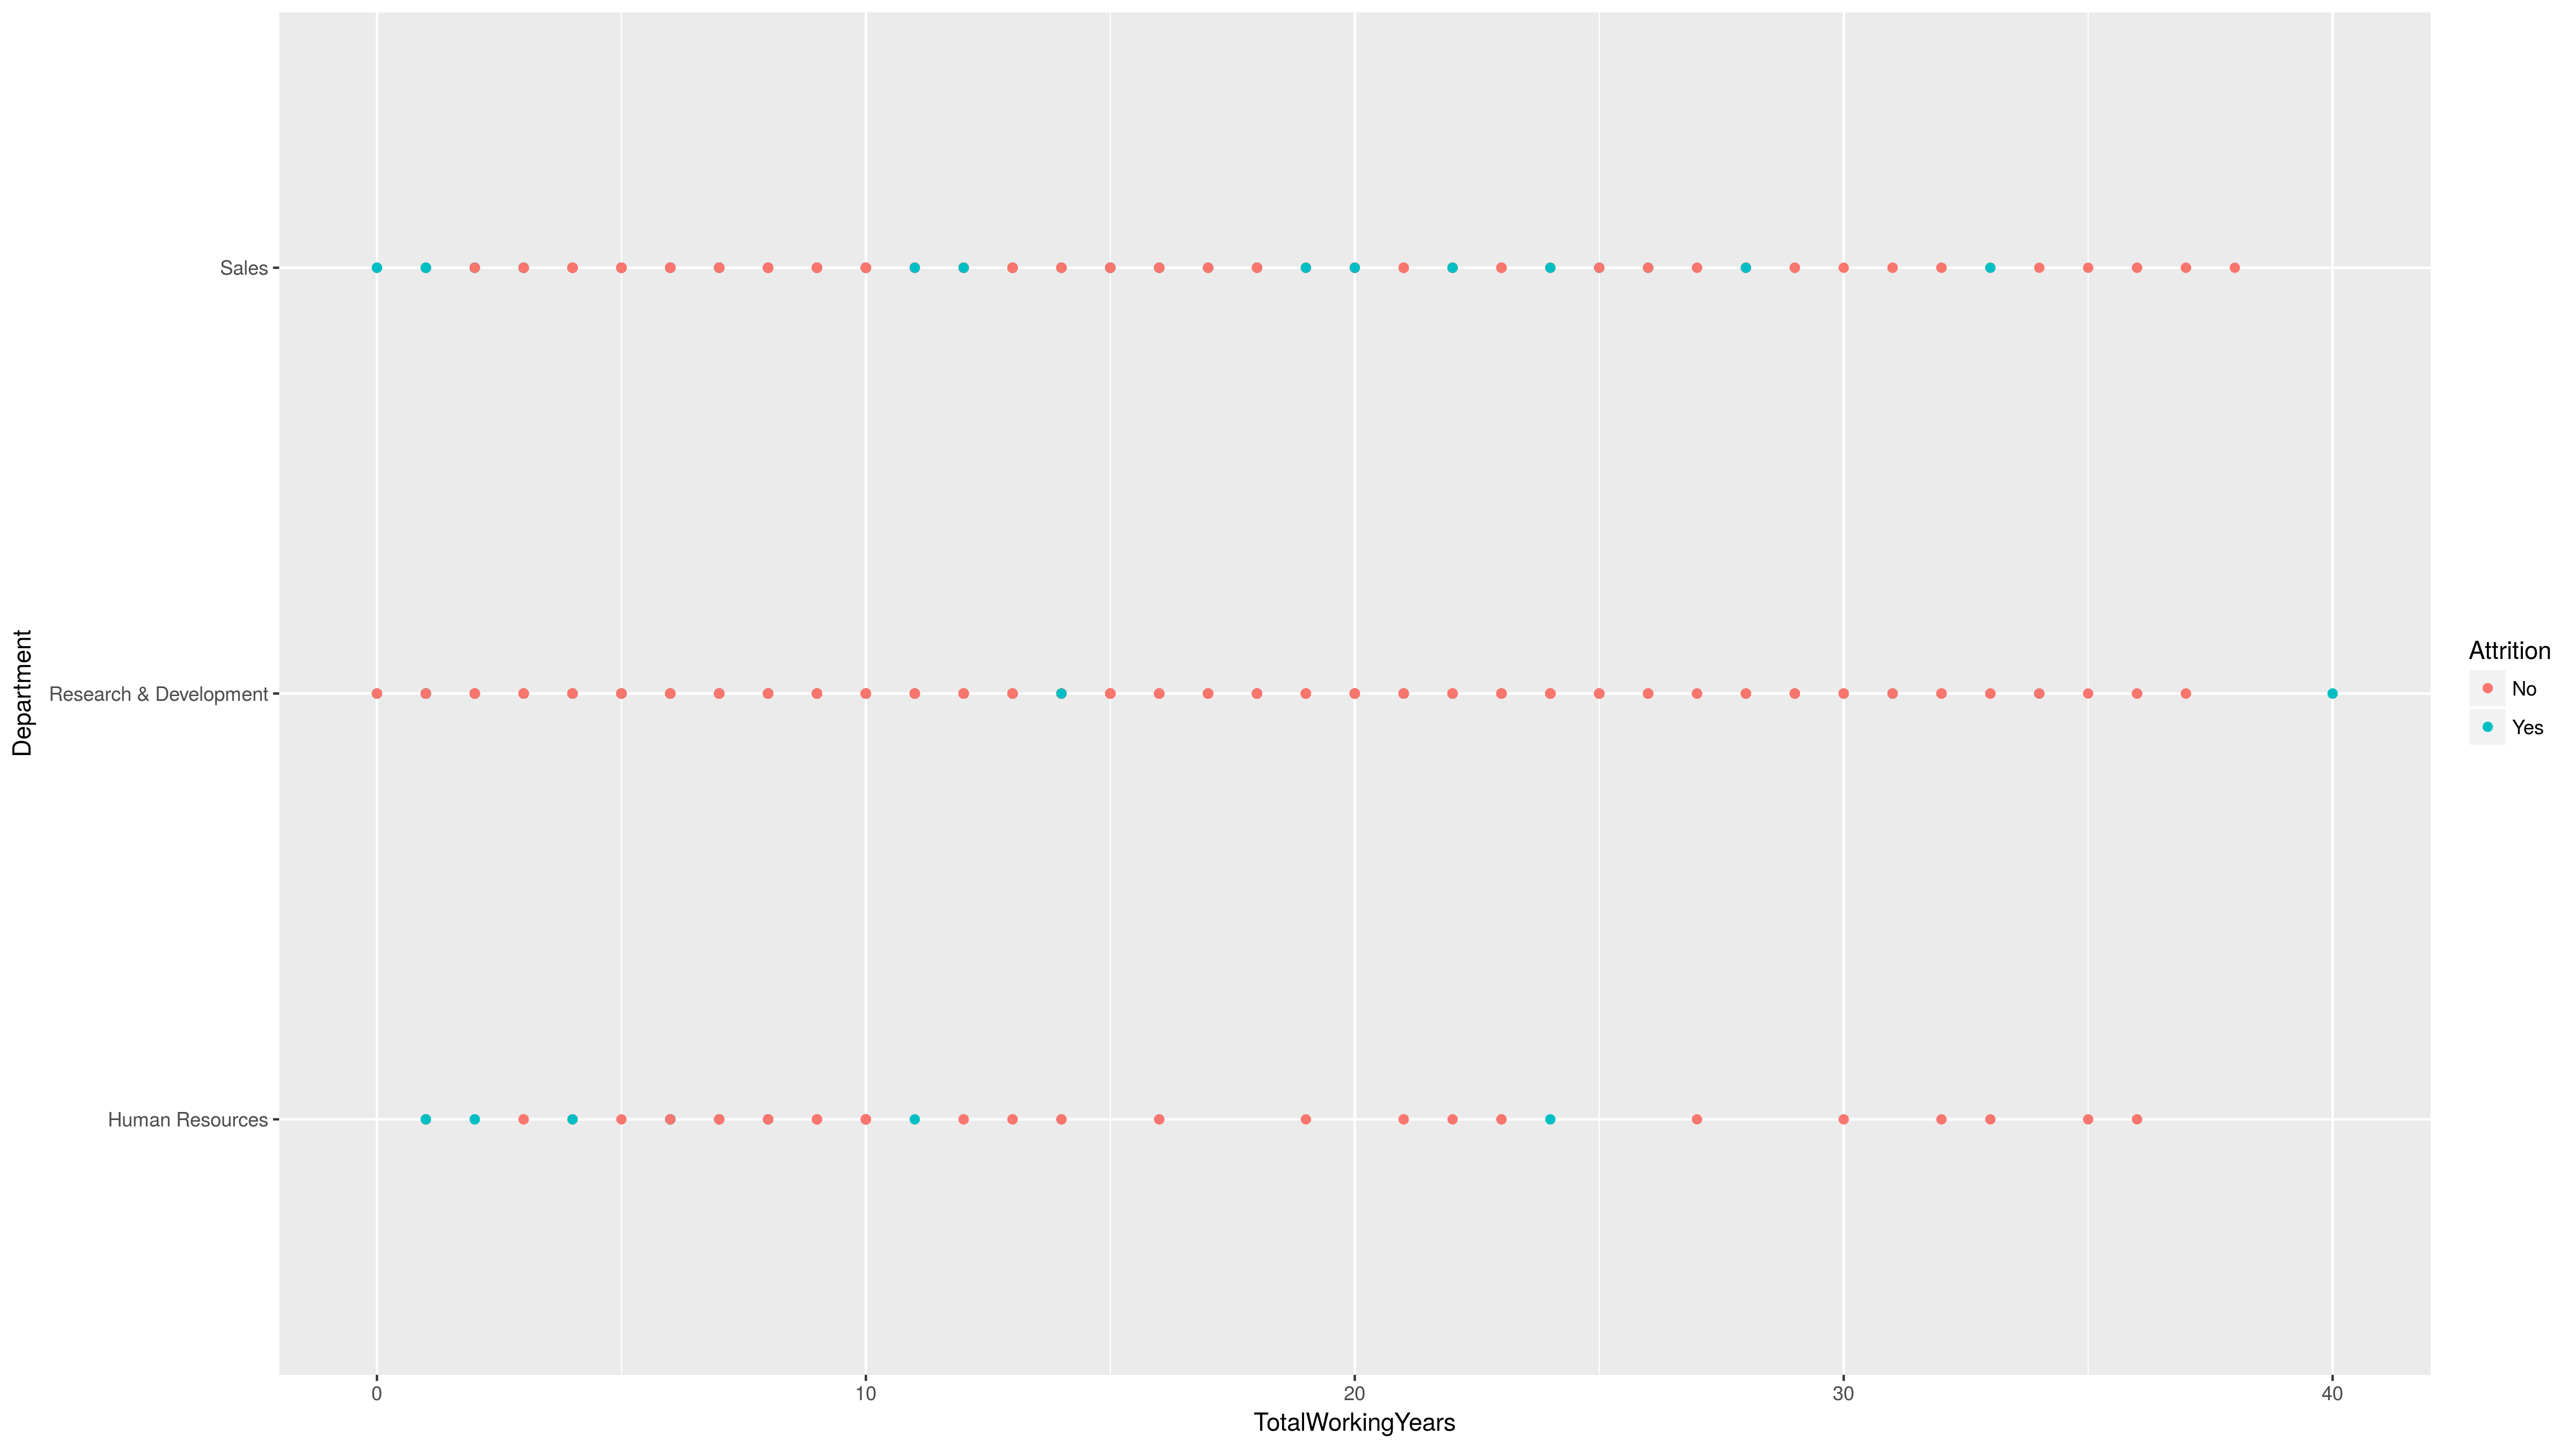 Department
Sales
Research & Development
Human Resources
0 10 20 30 40
TotalWorkingYears
Attrition
No
Yes